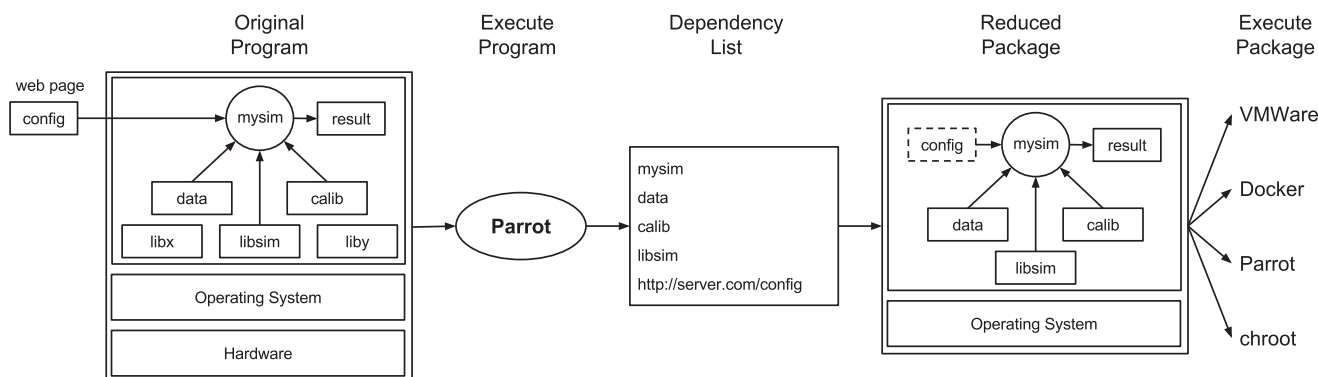 Original
Program
Execute
Program
Dependency
List
Reduced
Package
Execute
Package
web page
config
mysim
result
data
calib
libx
libsim
liby
Operating System
Hardware
Parrot
mysim
data
calib
libsim
http://server.com/config
config
mysim
result
data
calib
libsim
Operating System
VMWare
Docker
Parrot
chroot